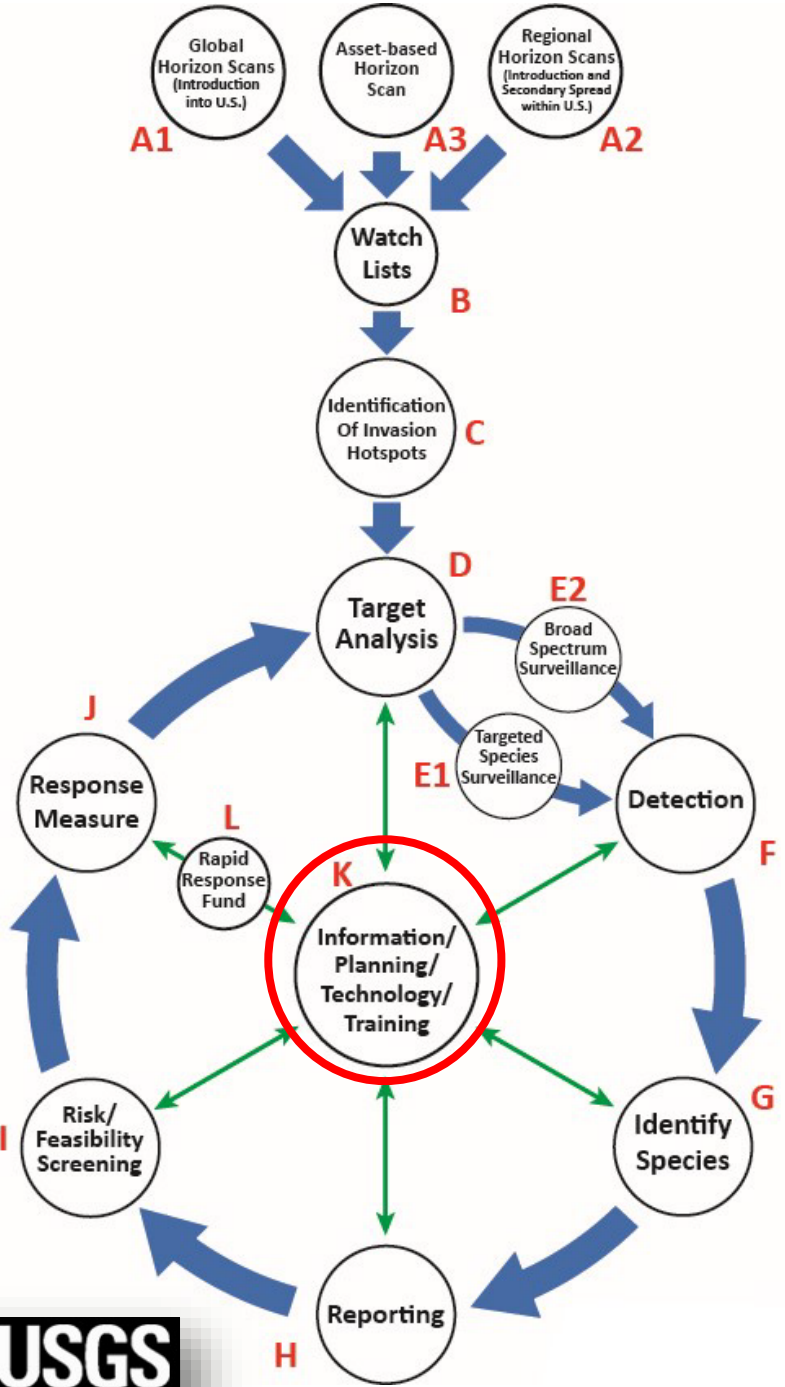 Global
Horizon Scans
(Introduction
into U.S.)
A1
Asset-based
Horizon
Scan
A3
Regional
Horizon Scans
(Introduction and
Secondary Spread
within U.S.)
A2
Watch
Lists
B
Identification
Of Invasion
Hotspots
C
Target
Analysis
D
E2
Broad
Spectrum
Surveillance
E1
Targeted
Species
Surveillance
Detection
F
J
Response
Measure
L
Rapid
Response
Fund
K
Information/
Planning/
Technology/
Training
G
Identify
Species
I
Risk/
Feasibility
Screening
Reporting
H
USGS